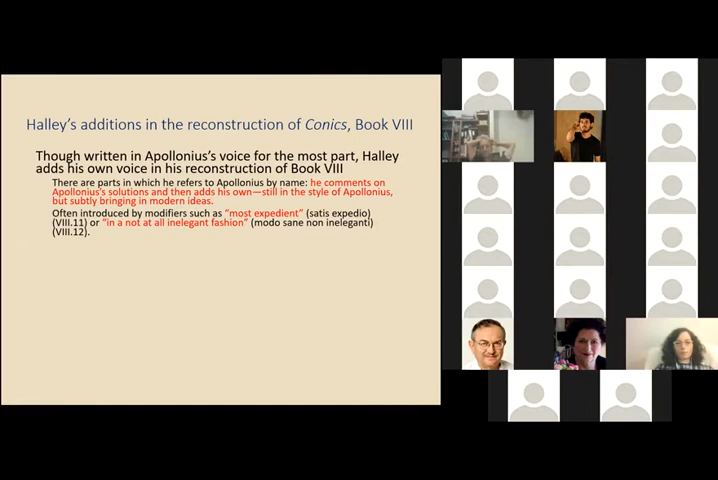 Halley's additions in the reconstruction of Conics, Book VIII
Though written in Apollonius's voice for the most part, Halley
adds his own voice in his reconstruction of Book VIII
There are parts in which he refers to Apollonius by name: he comments on
Apollonius's solutions and then adds his own—still in the style of Apollonius,
but subtly bringing in modern ideas.
Often introduced by modifiers such as "most expedient" (satis expedio)
(VIII.11) or "in a not at all inelegant fashion" (modo sane non ineleganti)
(VIII.12).